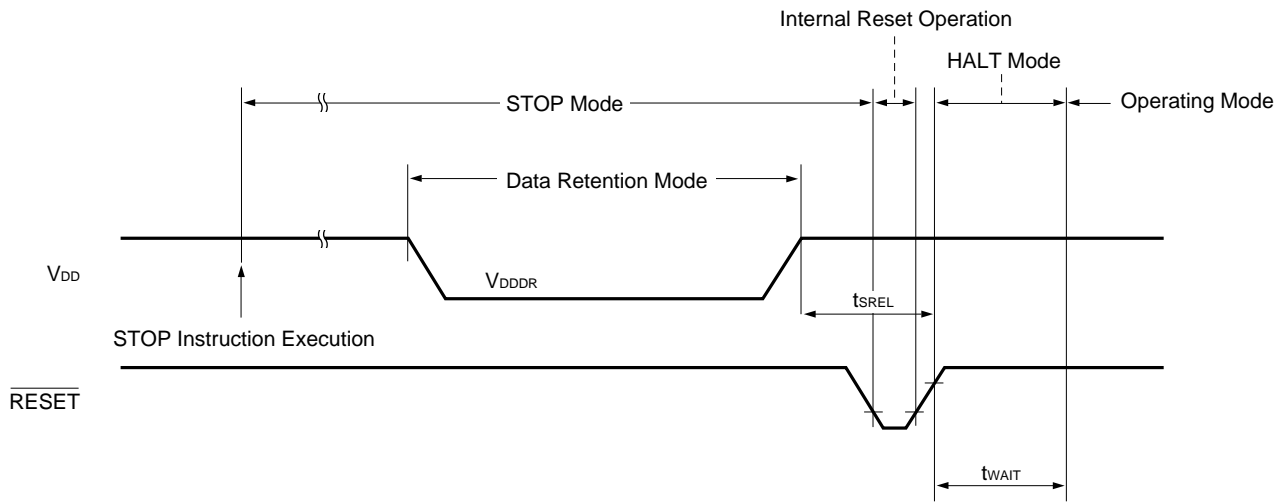 Internal Reset Operation
HALT Mode
STOP Mode
Operating Mode
Data Retention Mode
VDD
VDDDR
tSREL
STOP Instruction Execution
RESET
tWAIT